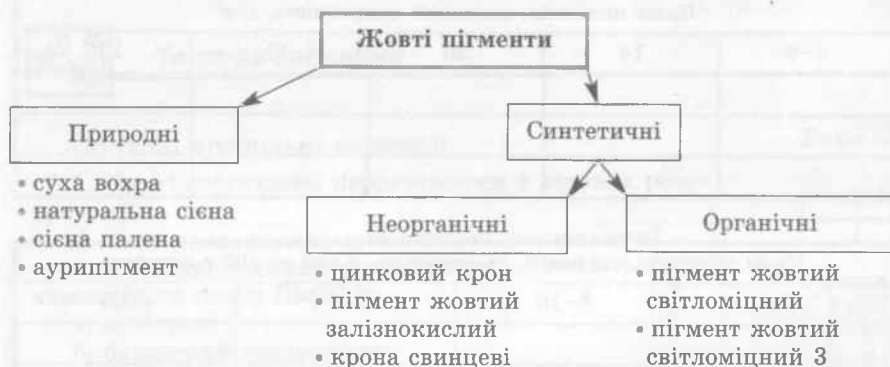 Жовті пігменти
Природні
• суха вохра
• натуральна сієна
• сієна палена
• аурипігмент
Синтетичні
Неорганічні
• цинковий крон
• пігмент жовтий
залізнокислий
• крона свинцеві
Органічні
• пігмент жовтий
світломіцний
• пігмент жовтий
світломіцний 3